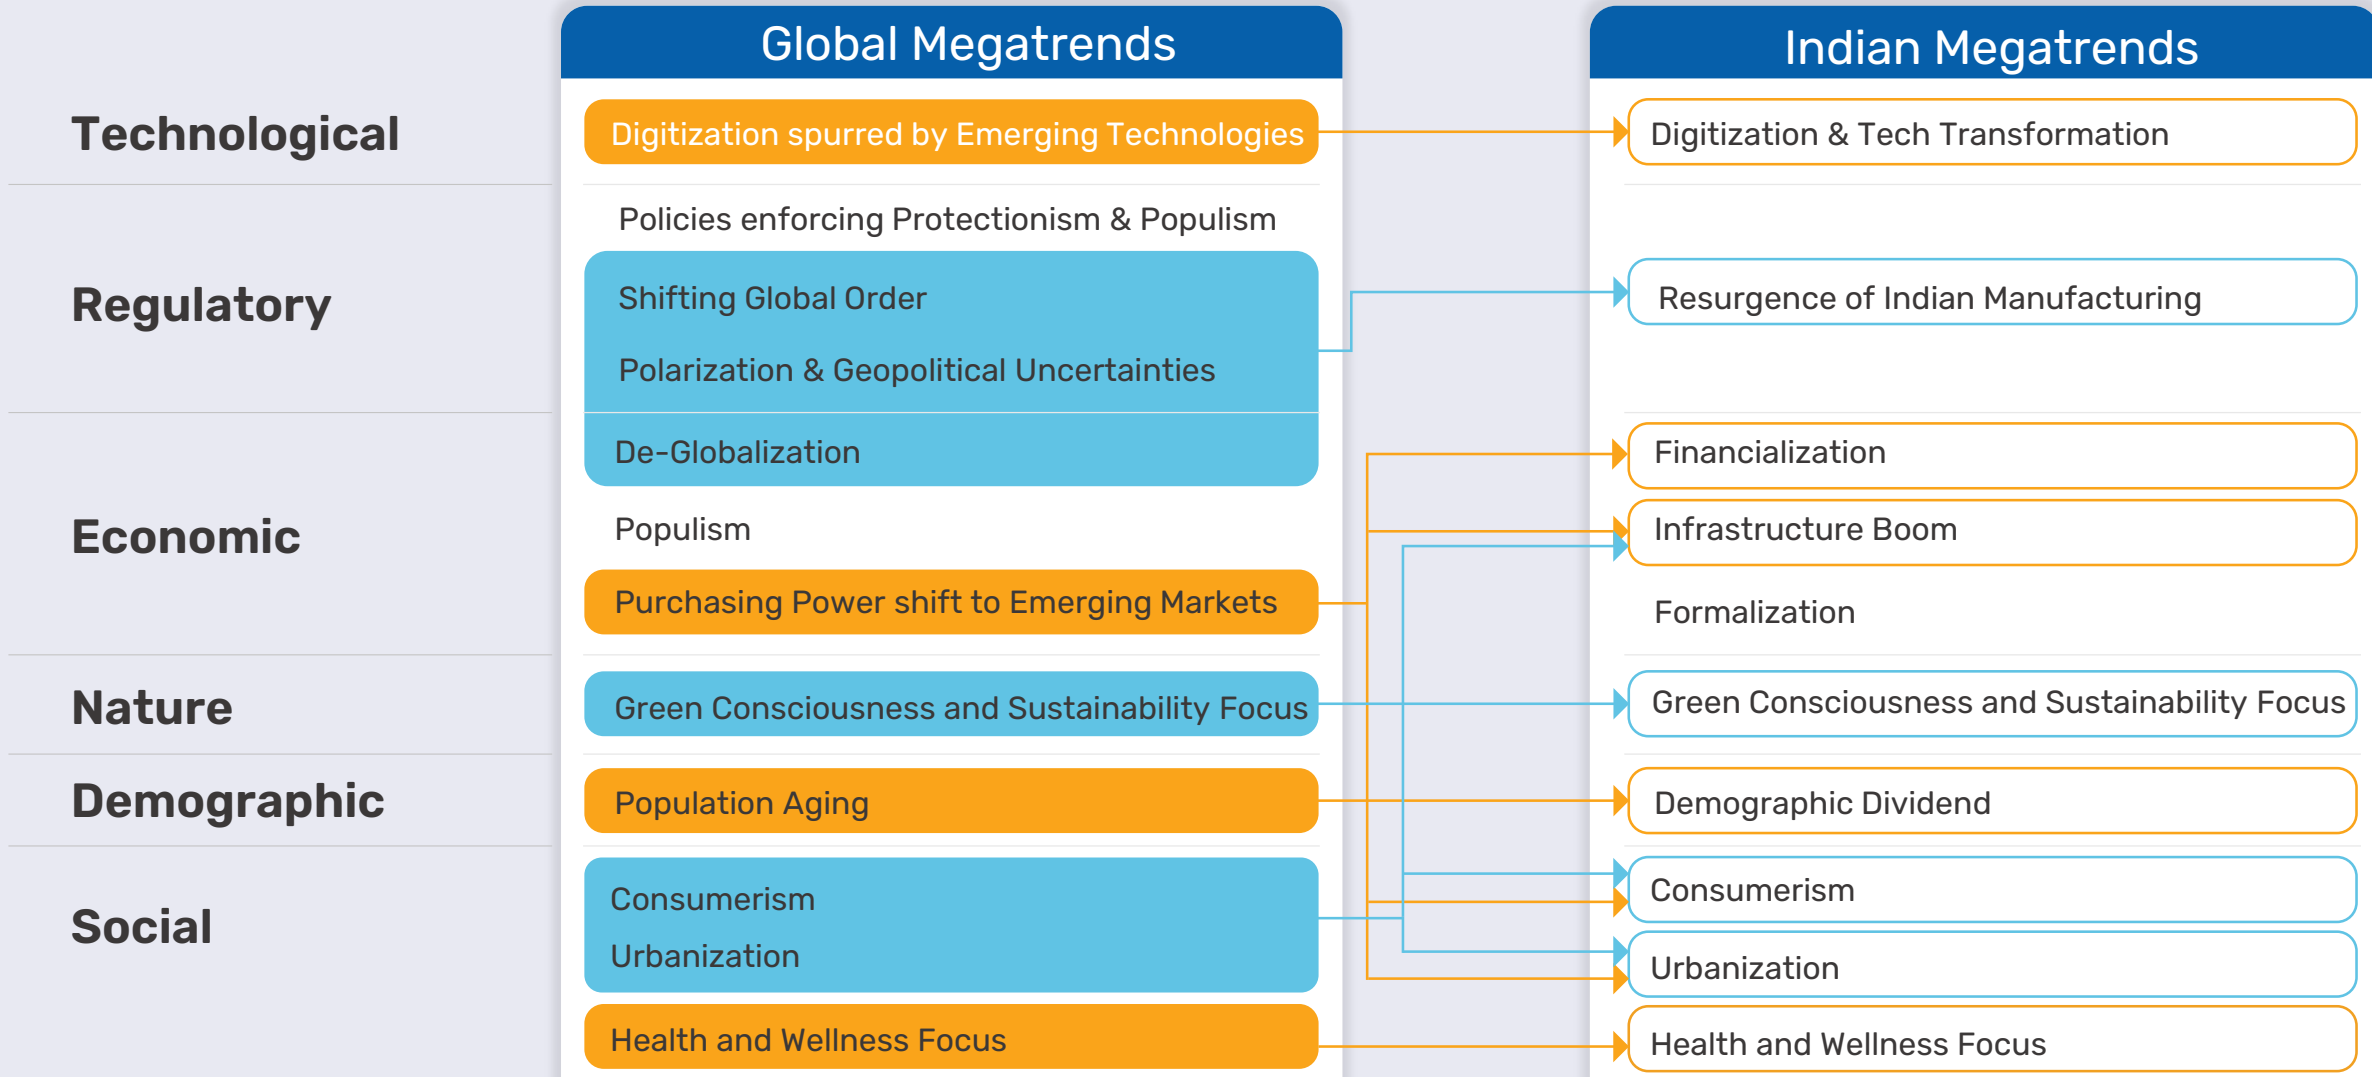 Global Megatrends
Indian Megatrends
Technological
Digitization spurred by Emerging Technologies
Digitization & Tech Transformation
Regulatory
Policies enforcing Protectionism & Populism
Shifting Global Order
Polarization & Geopolitical Uncertainties
Resurgence of Indian Manufacturing
Economic
De-Globalization
Populism
Purchasing Power shift to Emerging Markets
Financialization
Infrastructure Boom
Formalization
Nature
Green Consciousness and Sustainability Focus
Green Consciousness and Sustainability Focus
Demographic
Population Aging
Demographic Dividend
Social
Consumerism
Urbanization
Health and Wellness Focus
Consumerism
Urbanization
Health and Wellness Focus